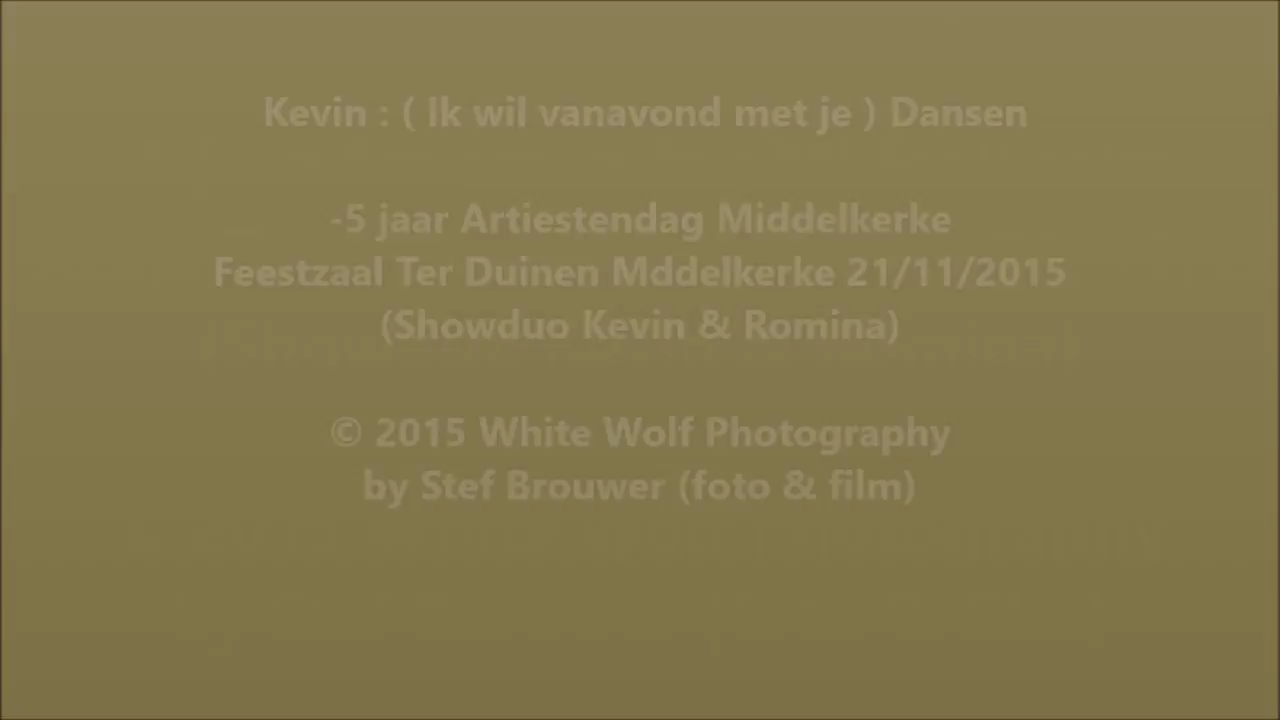 Kevin : ( Ik wil vanavond met je ) Dansen
-5 jaar Artiestendag Middelkerke
Feestzaal Ter Duinen Mddelkerke 21/11/2015
(Showduo Kevin & Romina)
© 2015 White Wolf Photography
by Stef Brouwer (foto & film)